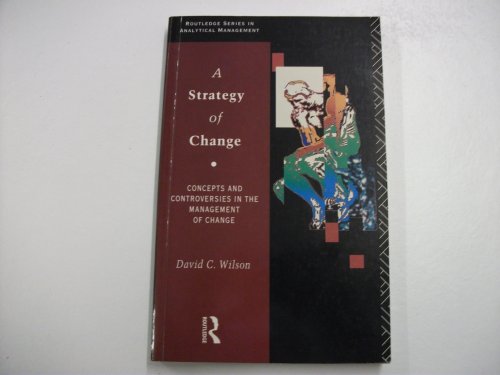 ROUTLEDGE SERIES IN
ANALYTICAL MANAGEMENT
A
Strategy
of
Change
•
CONCEPTS AND
CONTROVERSIES IN THE
MANAGEMENT
OF CHANGE
David C. Wilson
R
ROUTLEDGE